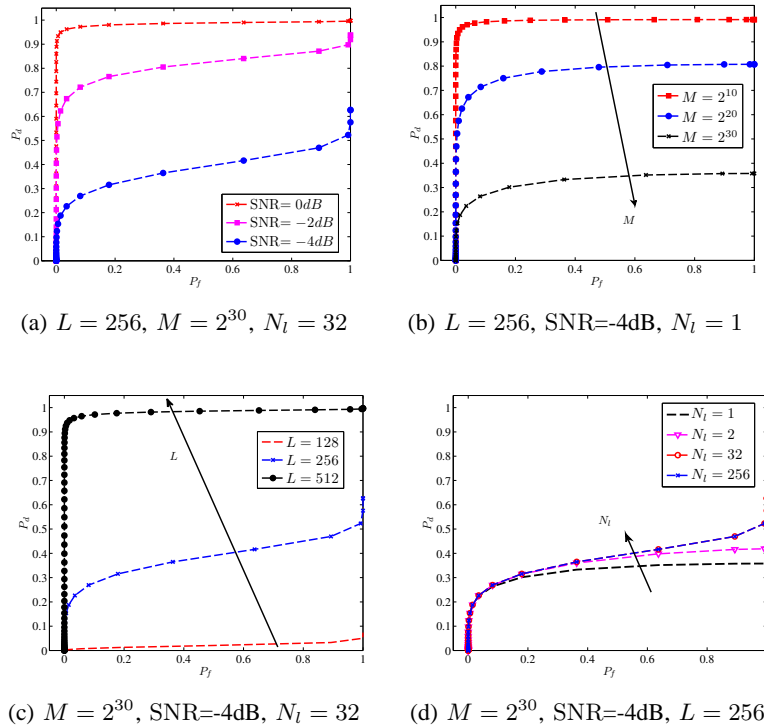 1
0.9
0.8
0.7
0.6
0.5
0.4
0.3
0.2
0.1
0
0 0.2 0.4 0.6 0.8 1
P_d
P_f
SNR= 0dB
SNR= −2dB
SNR= −4dB
(a) L = 256, M = 2^30, N_l = 32
1
0.9
0.8
0.7
0.6
0.5
0.4
0.3
0.2
0.1
0
0 0.2 0.4 0.6 0.8 1
P_d
P_f
M = 2^10
M = 2^20
M = 2^30
M
(b) L = 256, SNR=-4dB, N_l = 1
1
0.9
0.8
0.7
0.6
0.5
0.4
0.3
0.2
0.1
0
0 0.2 0.4 0.6 0.8 1
P_d
P_f
L
L = 128
L = 256
L = 512
(c) M = 2^30, SNR=-4dB, N_l = 32
1
0.9
0.8
0.7
0.6
0.5
0.4
0.3
0.2
0.1
0
0 0.2 0.4 0.6 0.8
P_d
P_f
N_l = 1
N_l = 2
N_l = 32
N_l = 256
N_l
(d) M = 2^30, SNR=-4dB, L = 256